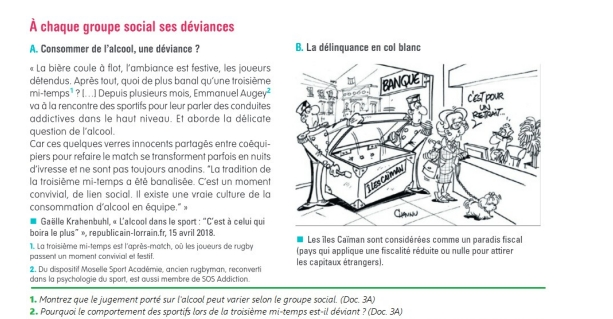 À chaque groupe social ses déviances
A. Consommer de l'alcool, une déviance ?
« La bière coule à flot, l'ambiance est festive, les joueurs
détendus. Après tout, quoi de plus banal qu'une troisième
mi-temps¹ ? [...] Depuis plusieurs mois, Emmanuel Augey²
va à la rencontre des sportifs pour leur parler des conduites
addictives dans le haut niveau. Et aborde la délicate
question de l'alcool.
Car ces quelques verres innocents partagés entre coéqui-
piers pour refaire le match se transforment parfois en nuits
d'ivresse et ne sont pas toujours anodins. "La tradition de
la troisième mi-temps a été banalisée. C'est un moment
convivial, de lien social. Il existe une vraie culture de la
consommation d'alcool en équipe." »
■ Gaëlle Krahenbuhl, « L'alcool dans le sport : "C'est à celui qui
boira le plus" », republicain-lorrain.fr, 15 avril 2018.
1. La troisième mi-temps est l'après-match, où les joueurs de rugby
passent un moment convivial et festif.
2. Du dispositif Moselle Sport Académie, ancien rugbyman, reconverti
dans la psychologie du sport, est aussi membre de SOS Addiction.
B. La délinquance en col blanc
BANQUE
C'EST POUR
UN
RETRAIT...
ILES CAÏMAN
CHAUNU
■ Les îles Caïman sont considérées comme un paradis fiscal
(pays qui applique une fiscalité réduite ou nulle pour attirer
les capitaux étrangers).
1. Montrez que le jugement porté sur l'alcool peut varier selon le groupe social. (Doc. 3A)
2. Pourquoi le comportement des sportifs lors de la troisième mi-temps est-il déviant ? (Doc. 3A)